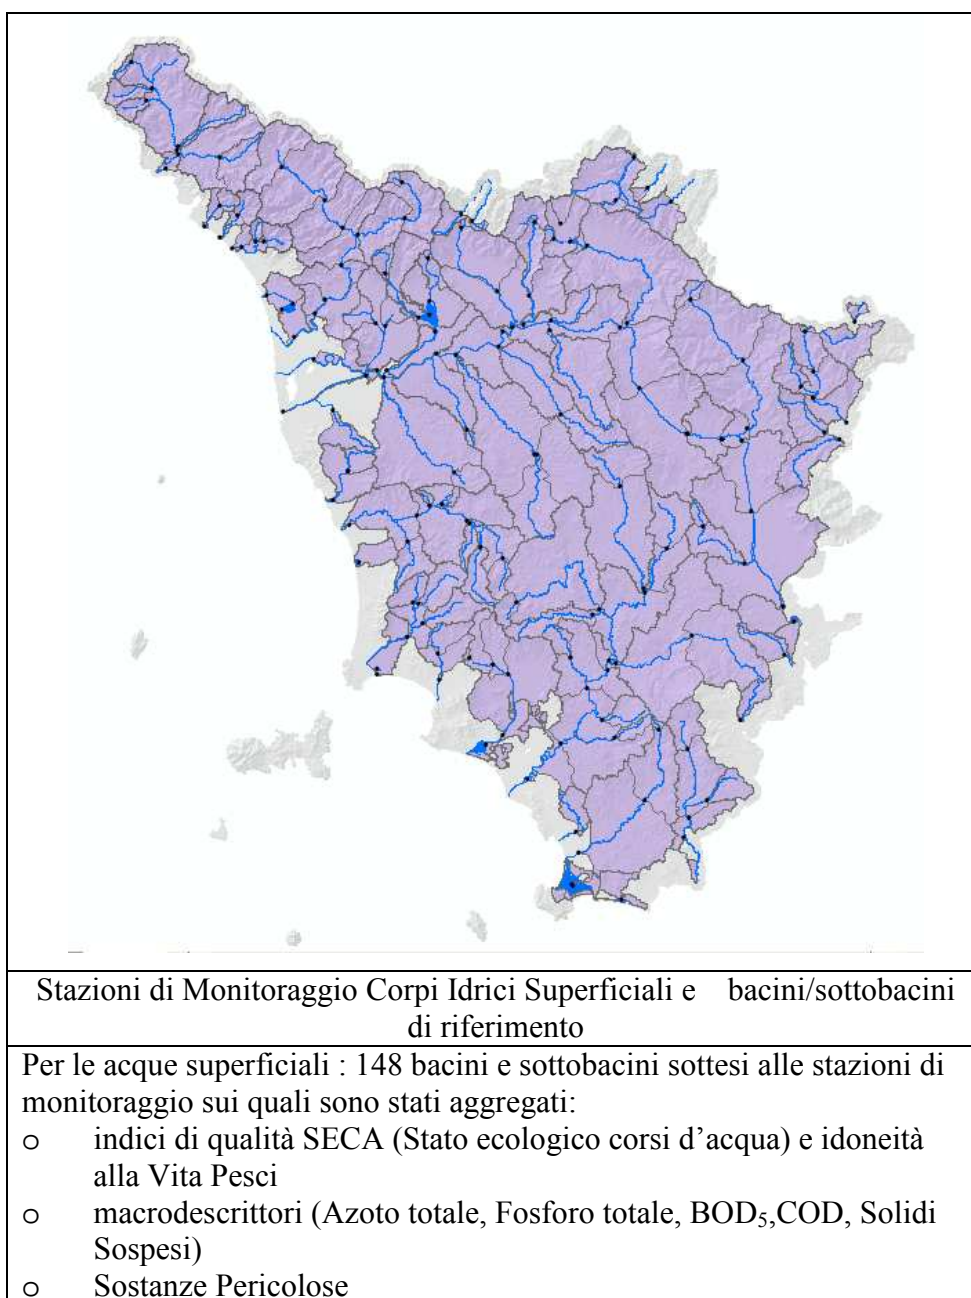 Stazioni di Monitoraggio Corpi Idrici Superficiali e bacini/sottobacini
di riferimento
Per le acque superficiali : 148 bacini e sottobacini sottesi alle stazioni di
monitoraggio sui quali sono stati aggregati:
o indici di qualità SECA (Stato ecologico corsi d’acqua) e idoneità
alla Vita Pesci
o macrodescrittori (Azoto totale, Fosforo totale, BOD₅,COD, Solidi
Sospesi)
o Sostanze Pericolose